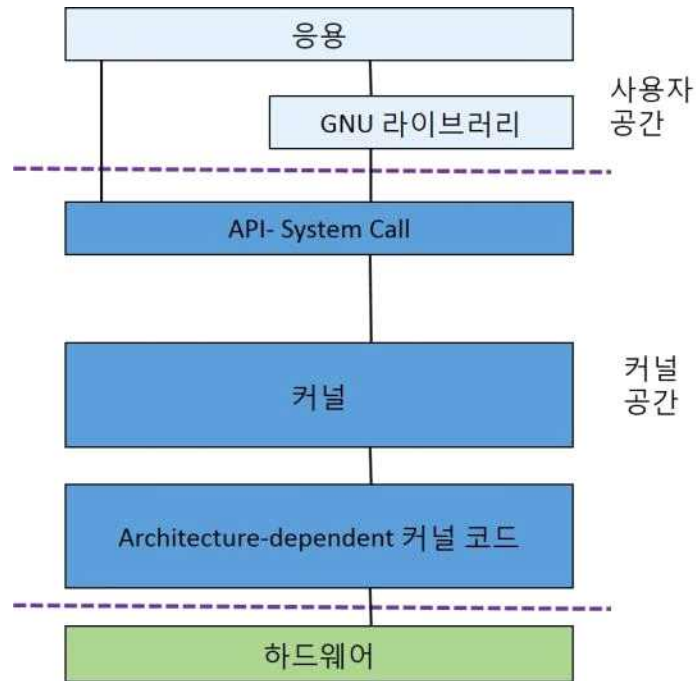 응용
GNU 라이브러리
사용자
공간
API- System Call
커널
커널
공간
Architecture-dependent 커널 코드
하드웨어